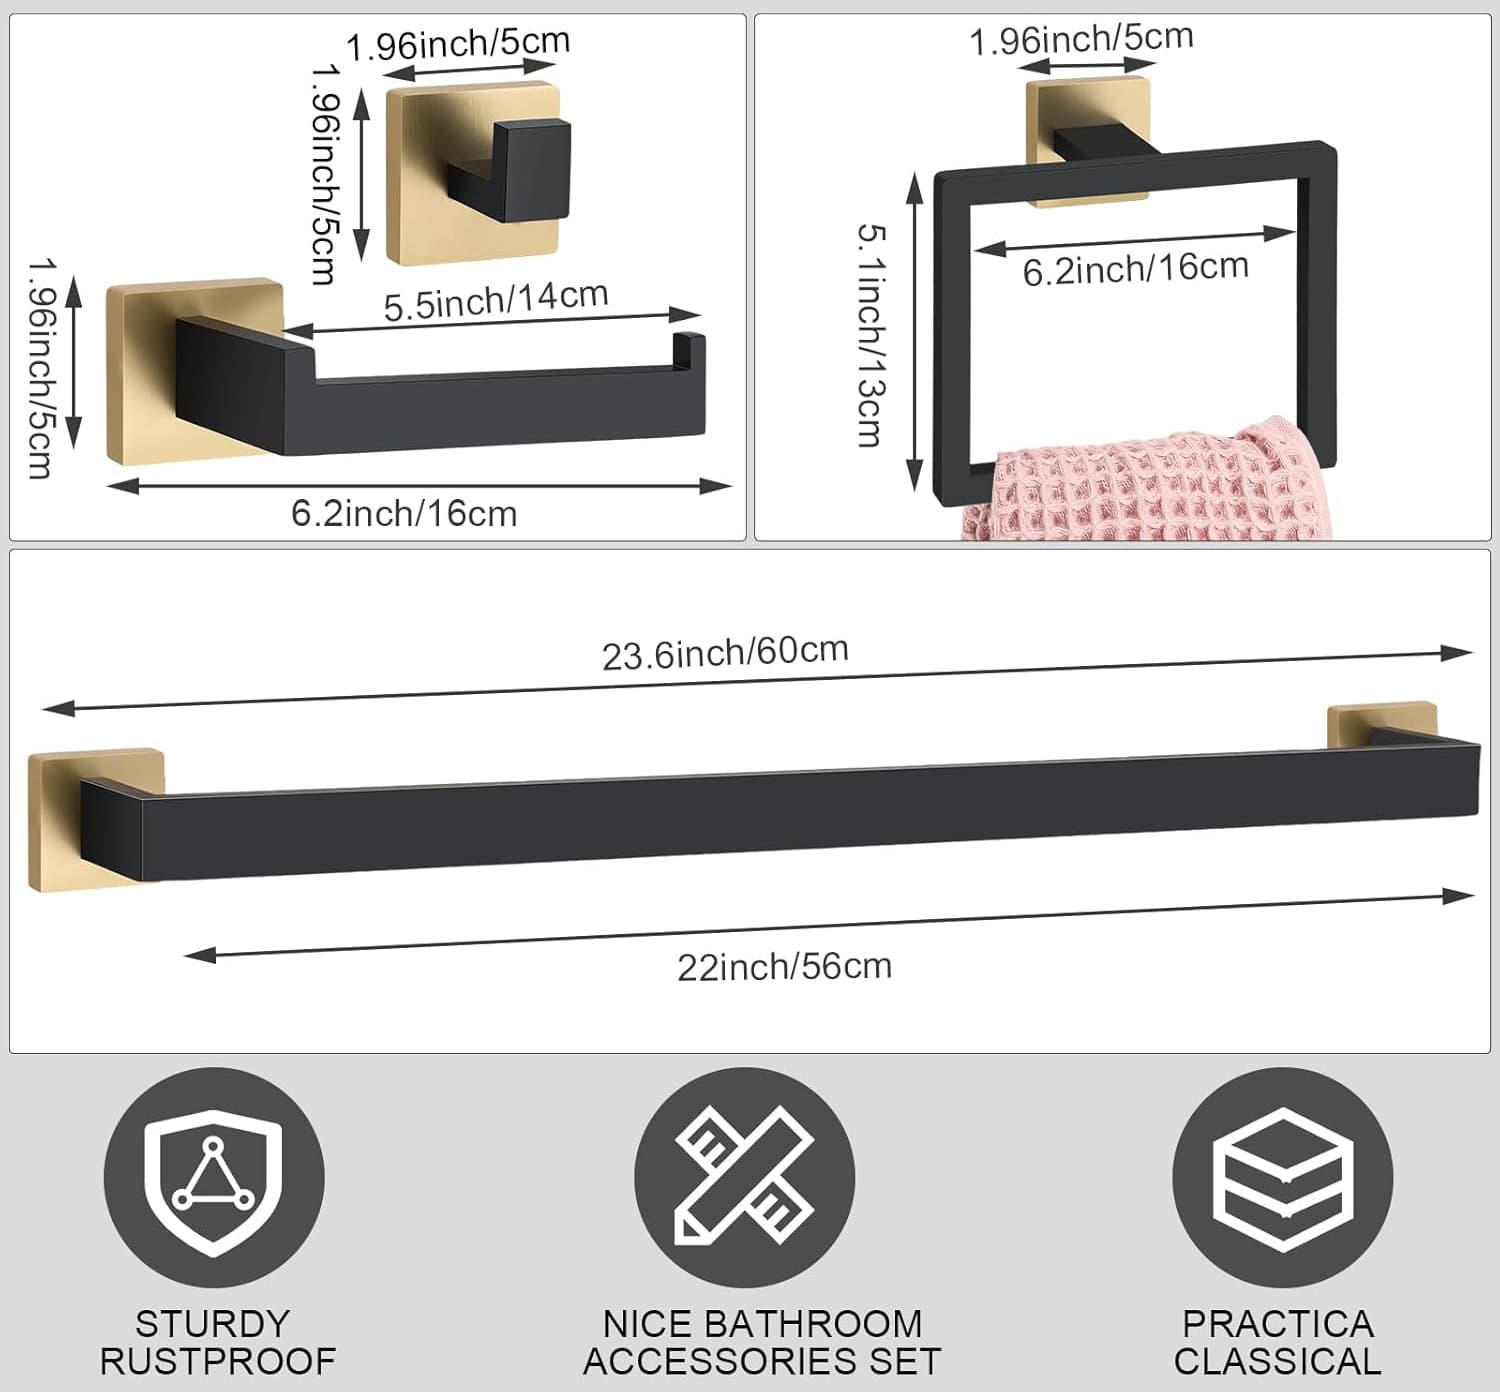 1.96inch/5cm
1.96inch/5cm
1.96inch/5cm
5.5inch/14cm
6.2inch/16cm
1.96inch/5cm
5.1inch/13cm
6.2inch/16cm
23.6inch/60cm
22inch/56cm
STURDY
RUSTPROOF
NICE BATHROOM
ACCESSORIES SET
PRACTICA
CLASSICAL